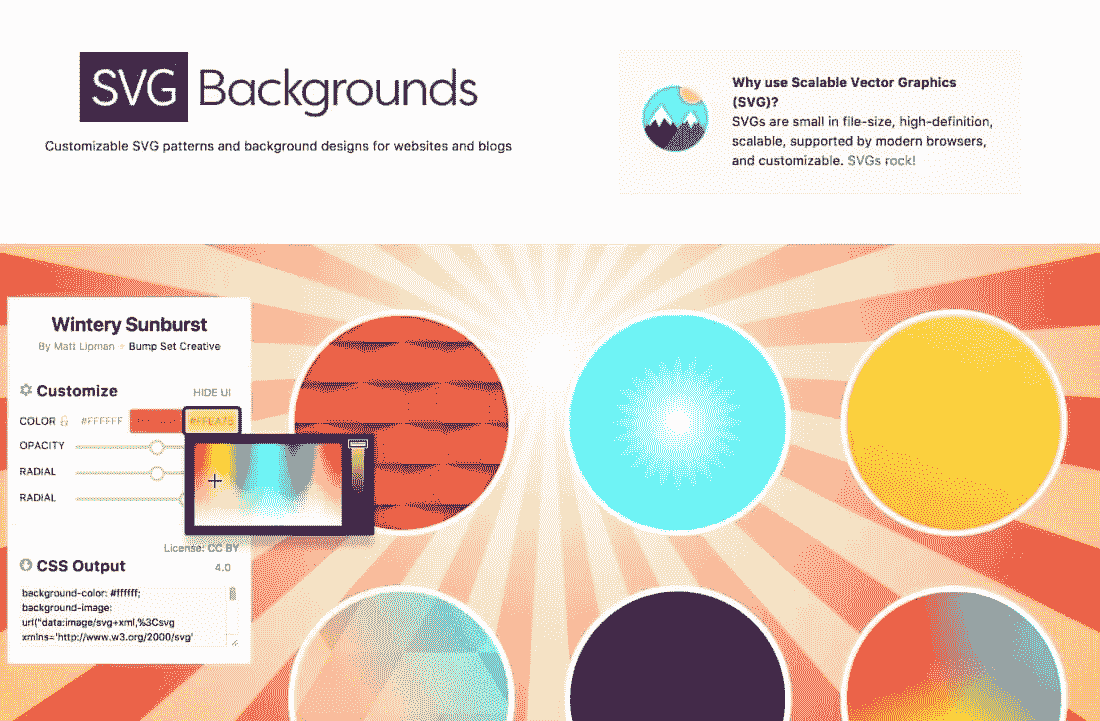 SVG Backgrounds
Customizable SVG patterns and background designs for websites and blogs
Why use Scalable Vector Graphics
(SVG)?
SVGs are small in file-size, high-definition,
scalable, supported by modern browsers,
and customizable. SVGs rock!
Wintery Sunburst
By Matt Lipman Bump Set Creative
Customize HIDE UI
COLOR #FFFFFF
OPACITY
RADIAL
RADIAL
License: CC BY
4.0
CSS Output
background-color: #ffffff;
background-image:
url("data:image/svg+xml,%3Csvg
xmlns='http://www.w3.org/2000/svg'